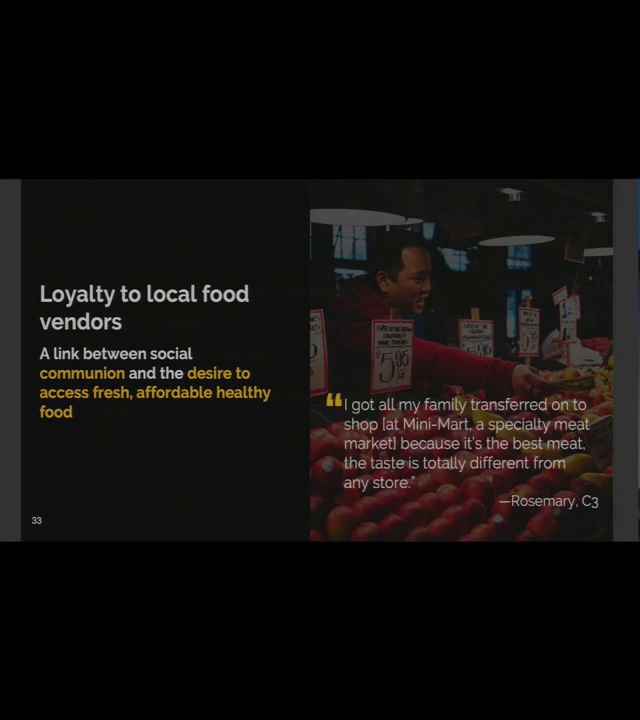 Loyalty to local food
vendors
A link between social
communion and the desire to
access fresh, affordable healthy
food
33
$5.95
“I got all my family transferred on to
shop [at Mini-Mart, a specialty meat
market] because it's the best meat,
the taste is totally different from
any store.”
—Rosemary, C3